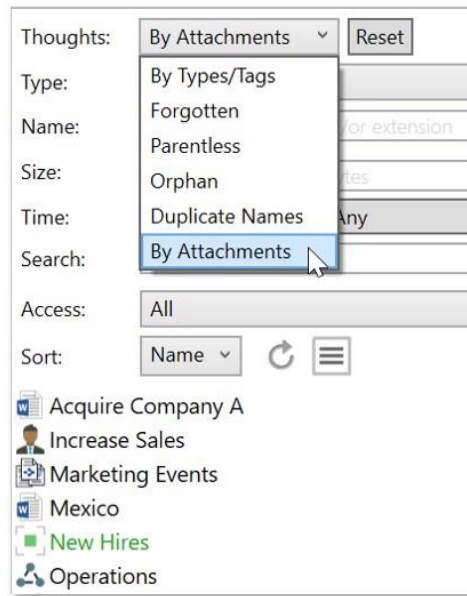 Thoughts: By Attachments Reset
By Types/Tags
Type:
Forgotten
Name: /or extension
Parentless
Size:
Orphan
Time: Duplicate Names Any
By Attachments
Search:
Access: All
Sort: Name
Acquire Company A
Increase Sales
Marketing Events
Mexico
New Hires
Operations